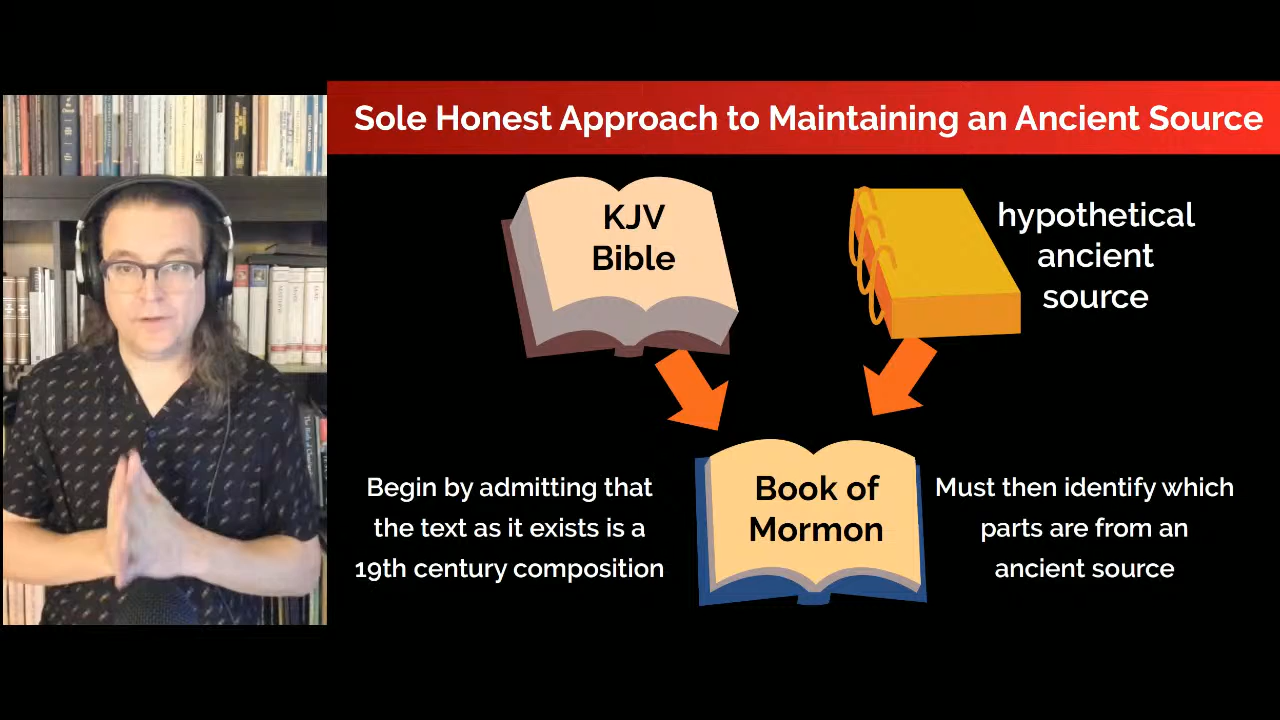 Sole Honest Approach to Maintaining an Ancient Source
KJV
Bible
hypothetical
ancient
source
Begin by admitting that
the text as it exists is a
19th century composition
Book of
Mormon
Must then identify which
parts are from an
ancient source